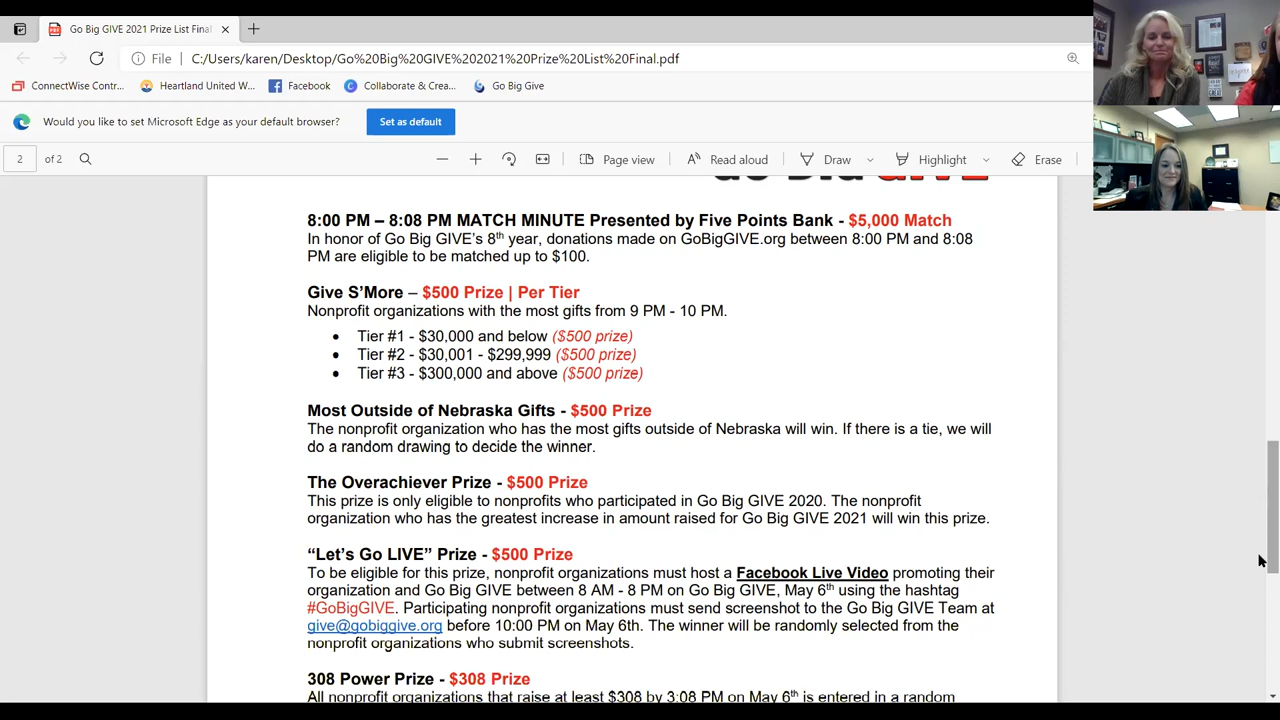 Go Big GIVE 2021 Prize List Final
File C:/Users/karen/Desktop/Go%20Big%20GIVE%202021%20Prize%20List%20Final.pdf
ConnectWise Contr... Heartland United W... Facebook Collaborate & Crea... Go Big Give
Would you like to set Microsoft Edge as your default browser? Set as default
2 of 2 Page view Read aloud Draw Highlight Erase
Go Big GIVE
8:00 PM – 8:08 PM MATCH MINUTE Presented by Five Points Bank - $5,000 Match
In honor of Go Big GIVE's 8th year, donations made on GoBigGIVE.org between 8:00 PM and 8:08
PM are eligible to be matched up to $100.
Give S'More – $500 Prize | Per Tier
Nonprofit organizations with the most gifts from 9 PM - 10 PM.
• Tier #1 - $30,000 and below ($500 prize)
• Tier #2 - $30,001 - $299,999 ($500 prize)
• Tier #3 - $300,000 and above ($500 prize)
Most Outside of Nebraska Gifts - $500 Prize
The nonprofit organization who has the most gifts outside of Nebraska will win. If there is a tie, we will
do a random drawing to decide the winner.
The Overachiever Prize - $500 Prize
This prize is only eligible to nonprofits who participated in Go Big GIVE 2020. The nonprofit
organization who has the greatest increase in amount raised for Go Big GIVE 2021 will win this prize.
“Let's Go LIVE” Prize - $500 Prize
To be eligible for this prize, nonprofit organizations must host a Facebook Live Video promoting their
organization and Go Big GIVE between 8 AM - 8 PM on Go Big GIVE, May 6th using the hashtag
#GoBigGIVE. Participating nonprofit organizations must send screenshot to the Go Big GIVE Team at
give@gobiggive.org before 10:00 PM on May 6th. The winner will be randomly selected from the
nonprofit organizations who submit screenshots.
308 Power Prize - $308 Prize
All nonprofit organizations that raise at least $308 by 3:08 PM on May 6th is entered in a random